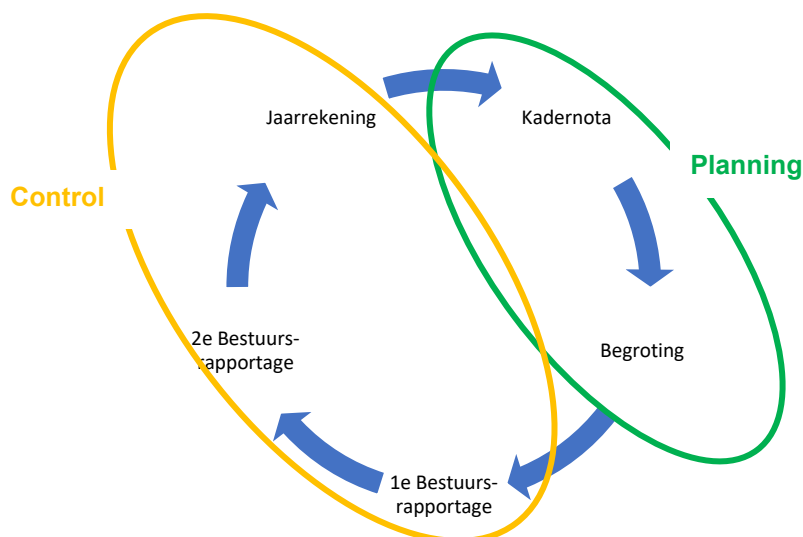 Jaarrekening
Kadernota
Planning
Control
2e Bestuurs-
rapportage
Begroting
1e Bestuurs-
rapportage